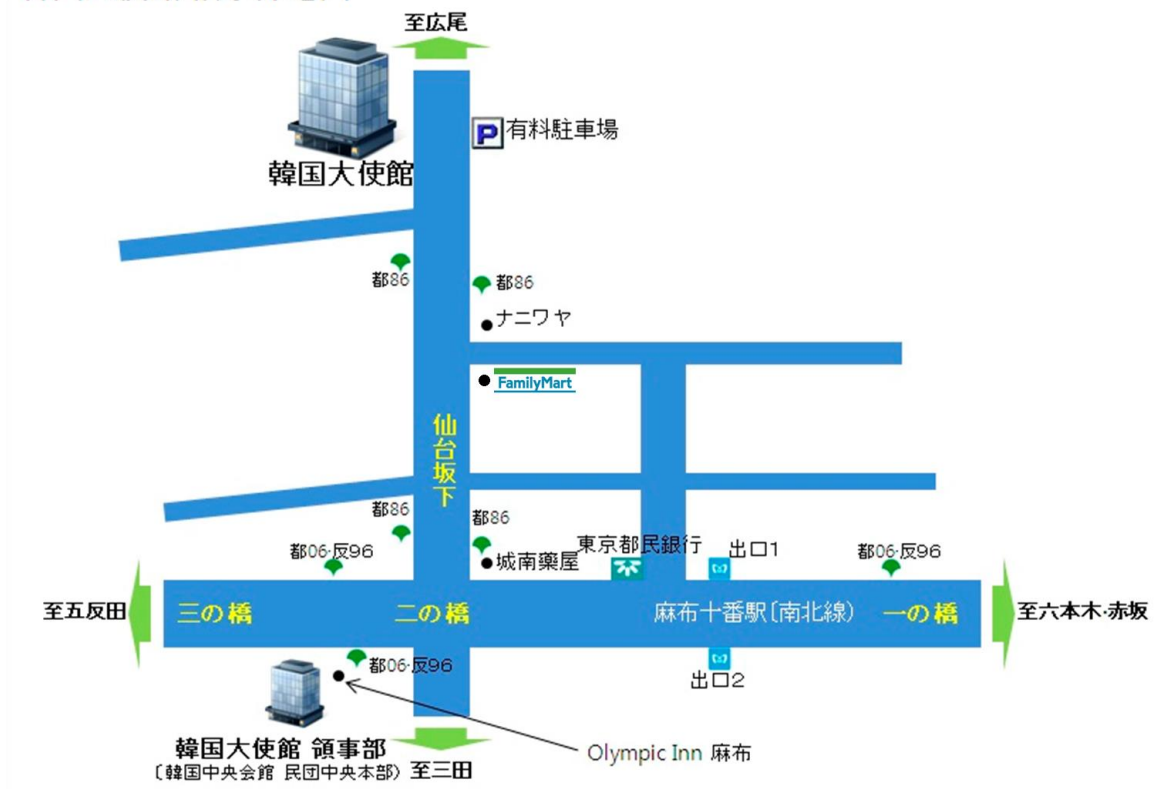 至広尾
P 有料駐車場
韓国大使館
都86
都86
ナニワヤ
FamilyMart
仙台坂下
都86
都86
都06·反96
城南藥屋
東京都民銀行
出口1
都06·反96
至五反田
三の橋
二の橋
麻布十番駅〔南北線〕
一の橋
至六本木·赤坂
都06·反96
出口2
韓国大使館 領事部
〔韓国中央会館 民団中央本部〕
至三田
Olympic Inn 麻布